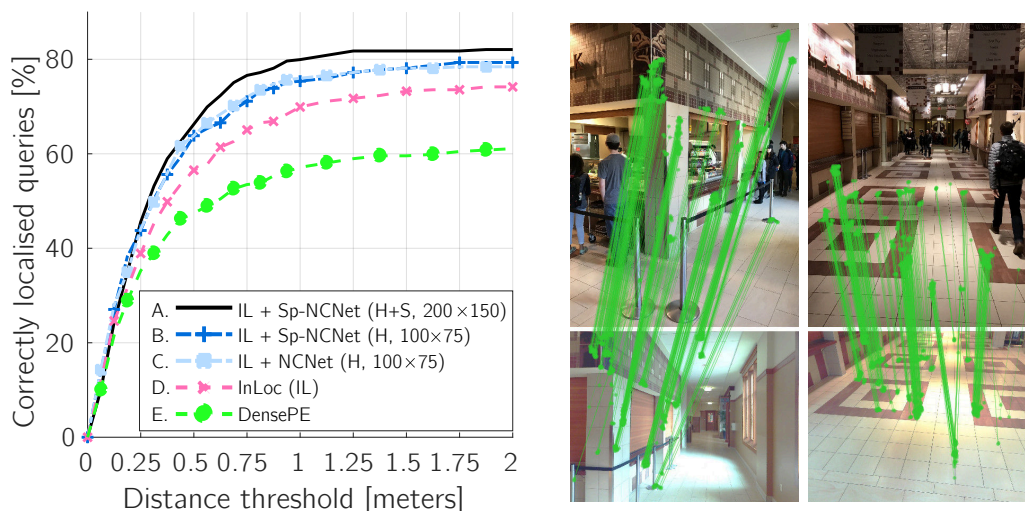 Correctly localised queries [%]
80
60
40
20
0
A. IL + Sp-NCNet (H+S, 200×150)
B. IL + Sp-NCNet (H, 100×75)
C. IL + NCNet (H, 100×75)
D. InLoc (IL)
E. DensePE
0 0.25 0.5 0.75 1 1.25 1.5 1.75 2
Distance threshold [meters]
K